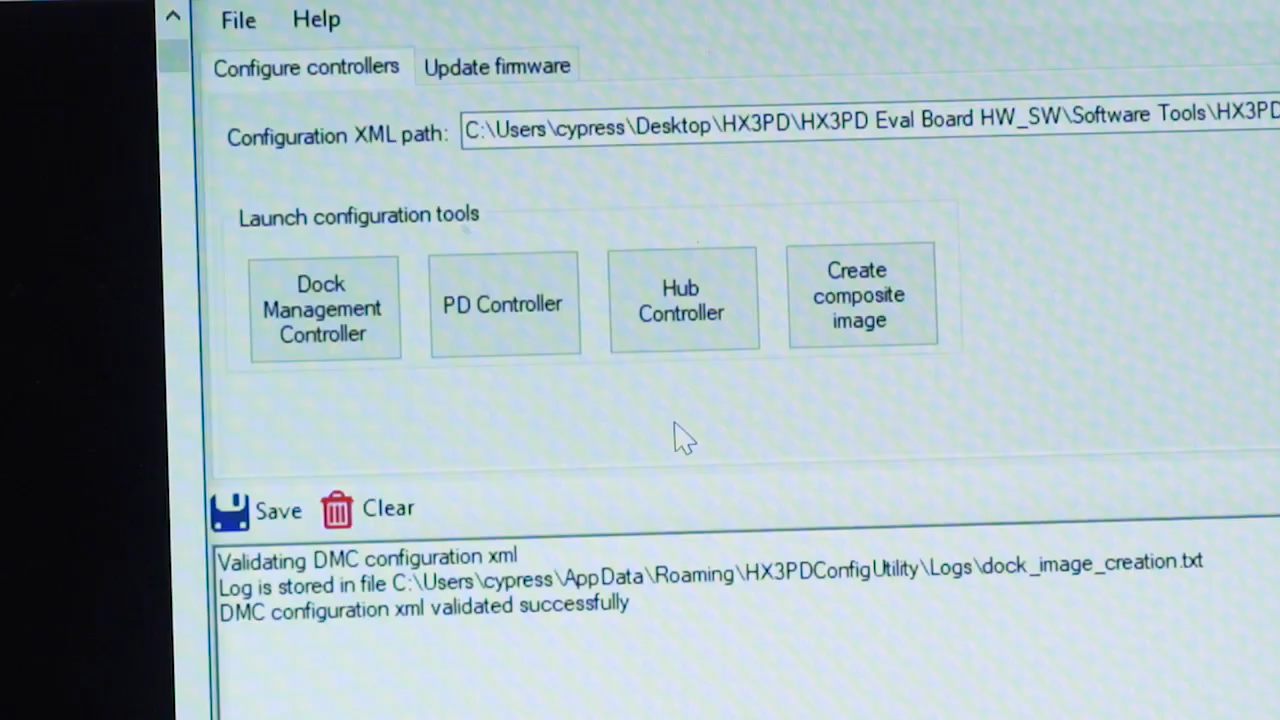 File Help
Configure controllers Update firmware
Configuration XML path: C:\Users\cypress\Desktop\HX3PD\HX3PD Eval Board HW_SW\Software Tools\HX3PD
Launch configuration tools
Dock
Management
Controller
PD Controller
Hub
Controller
Create
composite
image
Save Clear
Validating DMC configuration xml
Log is stored in file C:\Users\cypress\AppData\Roaming\HX3PDConfigUtility\Logs\dock_image_creation.txt
DMC configuration xml validated successfully